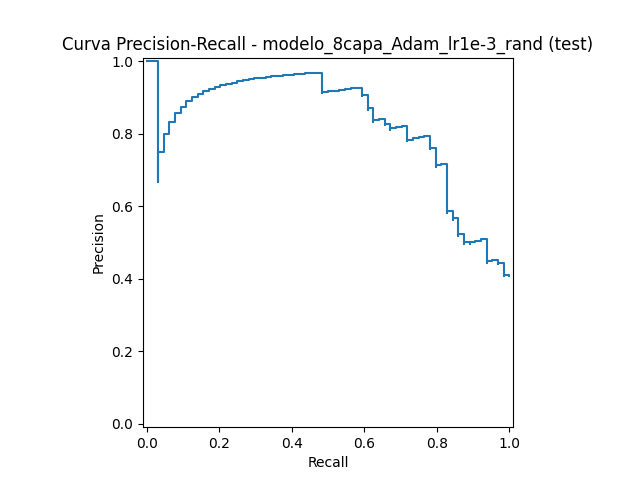 Curva Precision-Recall - modelo_8capa_Adam_lr1e-3_rand (test)
1.0
0.8
0.6
0.4
0.2
0.0
Precision
0.0 0.2 0.4 0.6 0.8 1.0
Recall